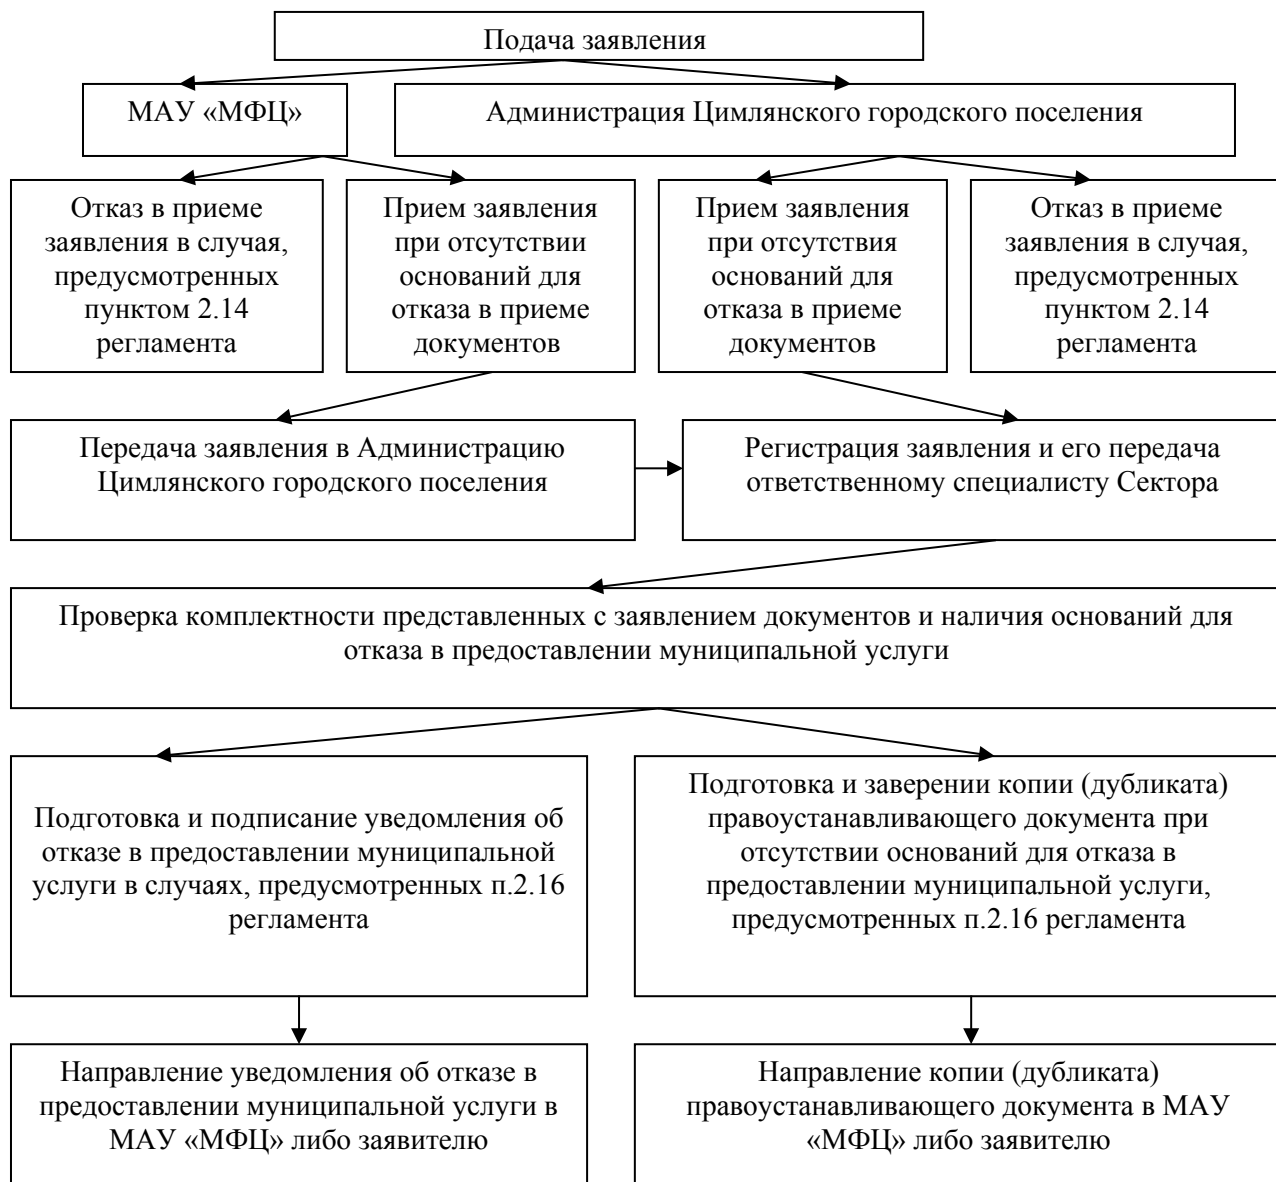 Подача заявления
МАУ «МФЦ»
Администрация Цимлянского городского поселения
Отказ в приеме
заявления в случая,
предусмотренных
пунктом 2.14
регламента
Прием заявления
при отсутствии
оснований для
отказа в приеме
документов
Прием заявления
при отсутствия
оснований для
отказа в приеме
документов
Отказ в приеме
заявления в случая,
предусмотренных
пунктом 2.14
регламента
Передача заявления в Администрацию
Цимлянского городского поселения
Регистрация заявления и его передача
ответственному специалисту Сектора
Проверка комплектности представленных с заявлением документов и наличия оснований для
отказа в предоставлении муниципальной услуги
Подготовка и подписание уведомления об
отказе в предоставлении муниципальной
услуги в случаях, предусмотренных п.2.16
регламента
Подготовка и заверении копии (дубликата)
правоустанавливающего документа при
отсутствии оснований для отказа в
предоставлении муниципальной услуги,
предусмотренных п.2.16 регламента
Направление уведомления об отказе в
предоставлении муниципальной услуги в
МАУ «МФЦ» либо заявителю
Направление копии (дубликата)
правоустанавливающего документа в МАУ
«МФЦ» либо заявителю